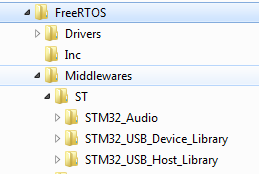 FreeRTOS
Drivers
Inc
Middlewares
ST
STM32_Audio
STM32_USB_Device_Library
STM32_USB_Host_Library